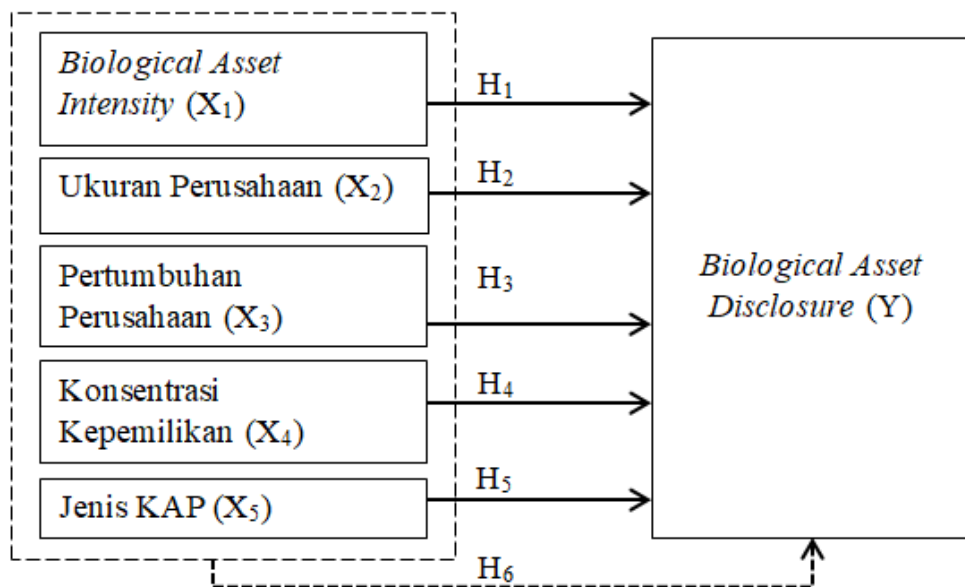 Biological Asset
Intensity (X₁)
H₁
Ukuran Perusahaan (X₂)
H₂
Pertumbuhan
Perusahaan (X₃)
H₃
Konsentrasi
Kepemilikan (X₄)
H₄
Jenis KAP (X₅)
H₅
H₆
Biological Asset
Disclosure (Y)